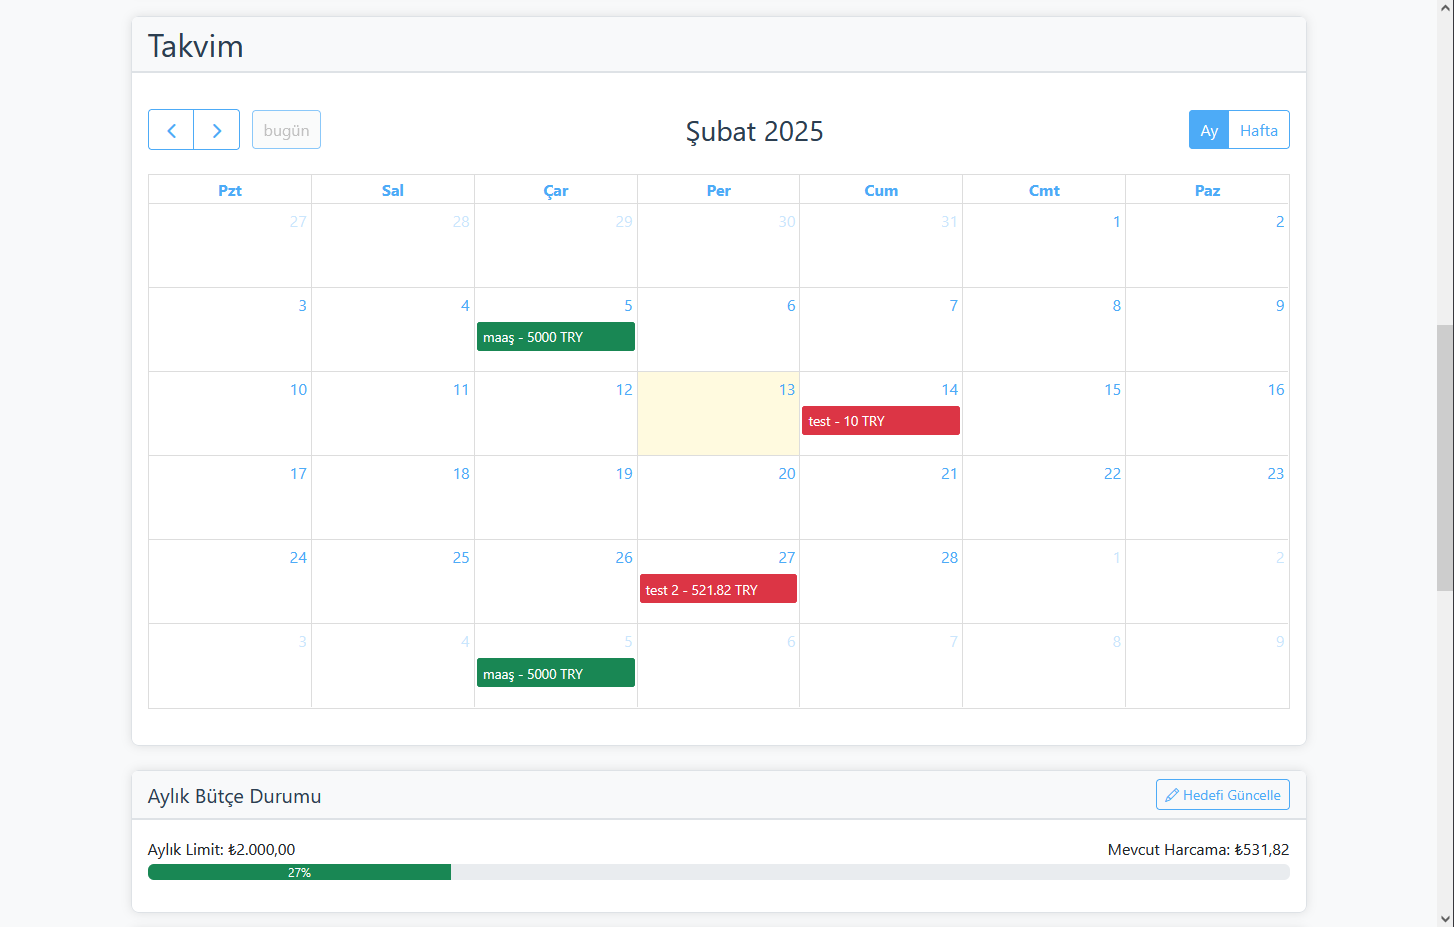 Takvim
bugün
Şubat 2025
Ay Hafta
Pzt Sal Çar Per Cum Cmt Paz
27 28 29 30 31 1 2
3 4 5 6 7 8 9
maaş - 5000 TRY
10 11 12 13 14 15 16
test - 10 TRY
17 18 19 20 21 22 23
24 25 26 27 28 1 2
test 2 - 521.82 TRY
3 4 5 6 7 8 9
maaş - 5000 TRY
Aylık Bütçe Durumu
Hedefi Güncelle
Aylık Limit: ₺2.000,00
Mevcut Harcama: ₺531,82
27%